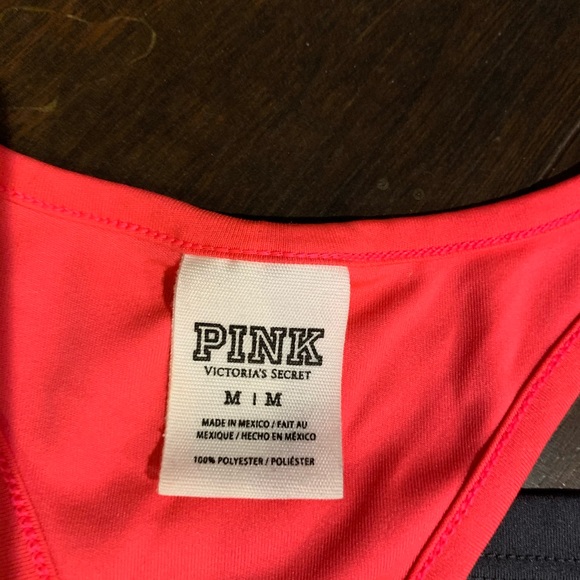 PINK
VICTORIA'S SECRET
M | M
MADE IN MEXICO / FAIT AU
MEXIQUE / HECHO EN MÉXICO
100% POLYESTER / POLIÉSTER